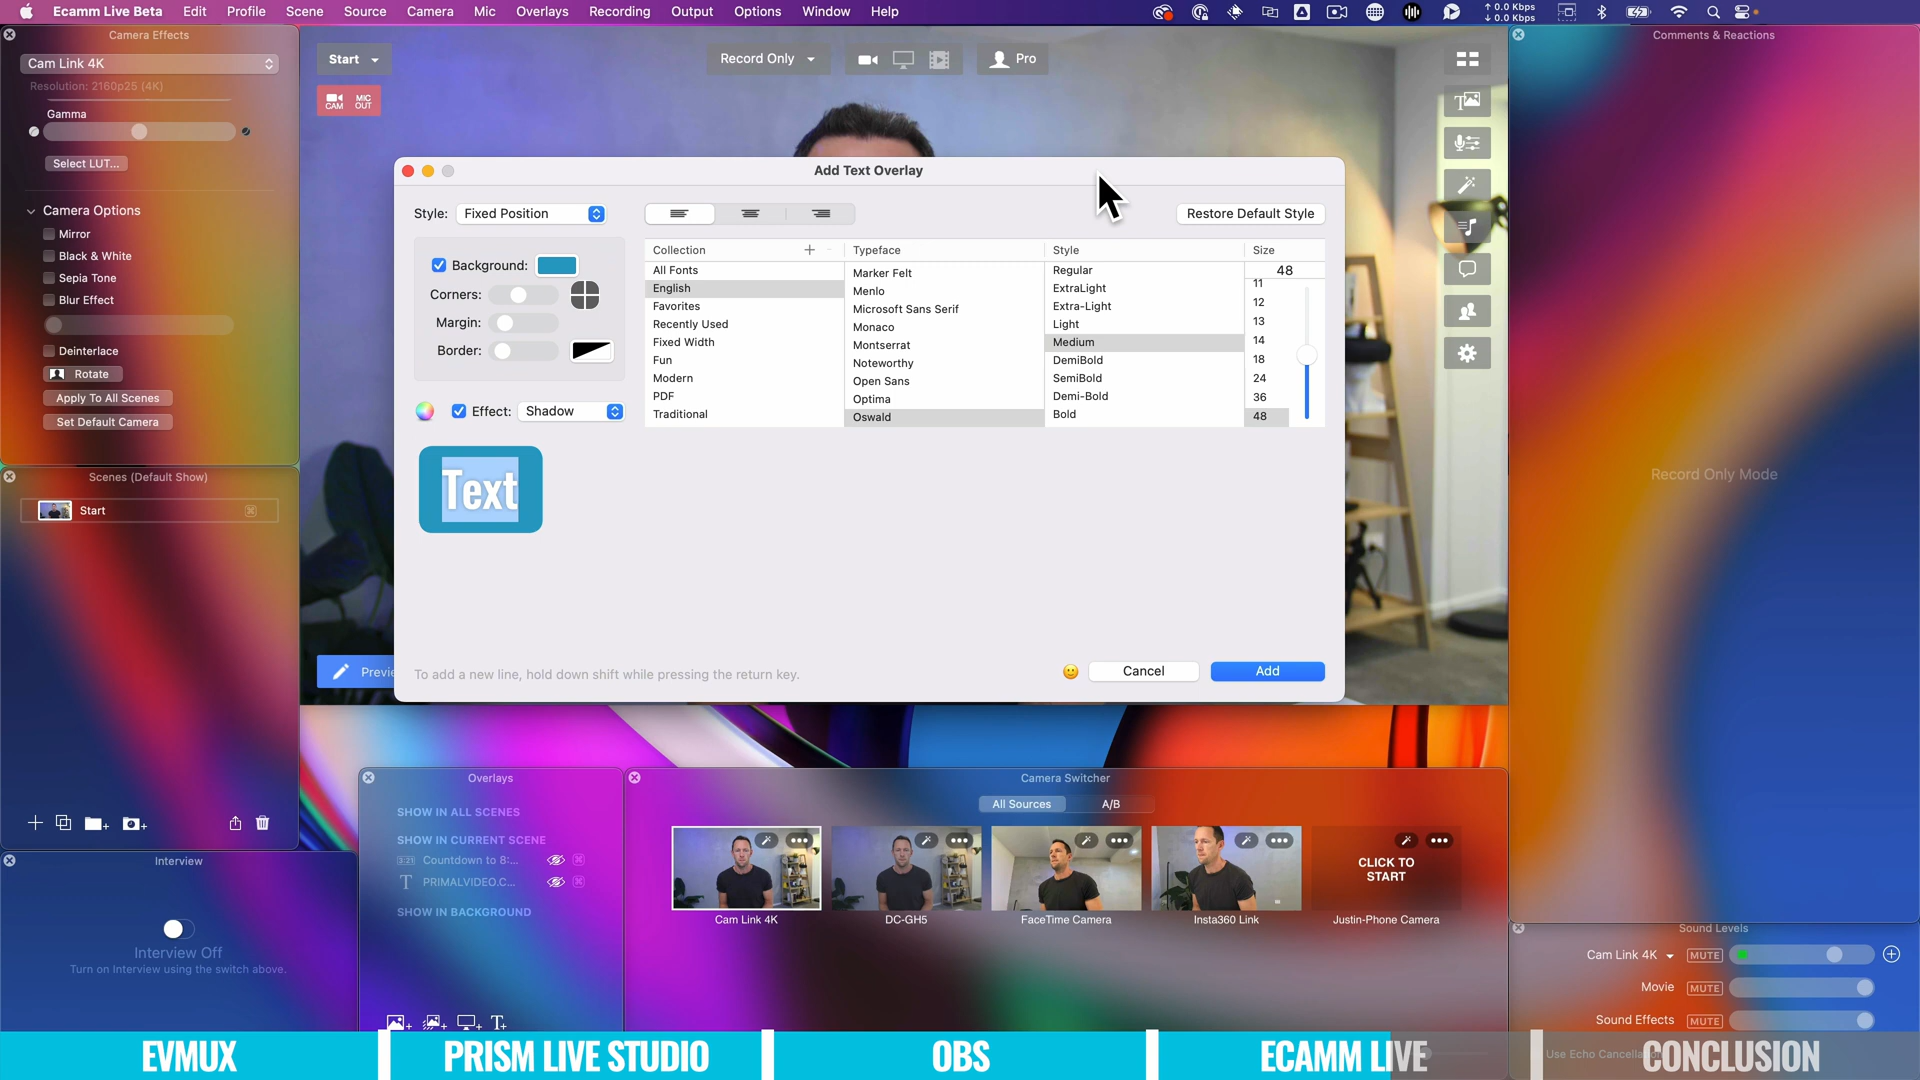 Ecamm Live Beta Edit Profile Scene Source Camera Mic Overlays Recording Output Options Window Help
↑ 0.0 Kbps
↓ 0.0 Kbps
Camera Effects
Cam Link 4K
Resolution: 2160p25 (4K)
Gamma
Select LUT...
Camera Options
Mirror
Black & White
Sepia Tone
Blur Effect
Deinterlace
Rotate
Apply To All Scenes
Set Default Camera
Scenes (Default Show)
Start
Interview
Interview Off
Turn on Interview using the switch above.
Start
Record Only
Pro
CAM
MIC
OUT
Add Text Overlay
Style: Fixed Position
Restore Default Style
Background:
Corners:
Margin:
Border:
Effect: Shadow
Collection
All Fonts
English
Favorites
Recently Used
Fixed Width
Fun
Modern
PDF
Traditional
Typeface
Marker Felt
Menlo
Microsoft Sans Serif
Monaco
Montserrat
Noteworthy
Open Sans
Optima
Oswald
Style
Regular
ExtraLight
Extra-Light
Light
Medium
DemiBold
SemiBold
Demi-Bold
Bold
Size
48
11
12
13
14
18
24
36
48
Text
To add a new line, hold down shift while pressing the return key.
Cancel
Add
Previe
Overlays
SHOW IN ALL SCENES
SHOW IN CURRENT SCENE
321 Countdown to 8:...
T PRIMALVIDEO.C...
SHOW IN BACKGROUND
Camera Switcher
All Sources A/B
CLICK TO
START
Cam Link 4K
DC-GH5
FaceTime Camera
Insta360 Link
Justin-Phone Camera
Comments & Reactions
Record Only Mode
Sound Levels
Cam Link 4K MUTE
Movie MUTE
Sound Effects MUTE
Use Echo Cancella
EVMUX
PRISM LIVE STUDIO
OBS
ECAMM LIVE
CONCLUSION